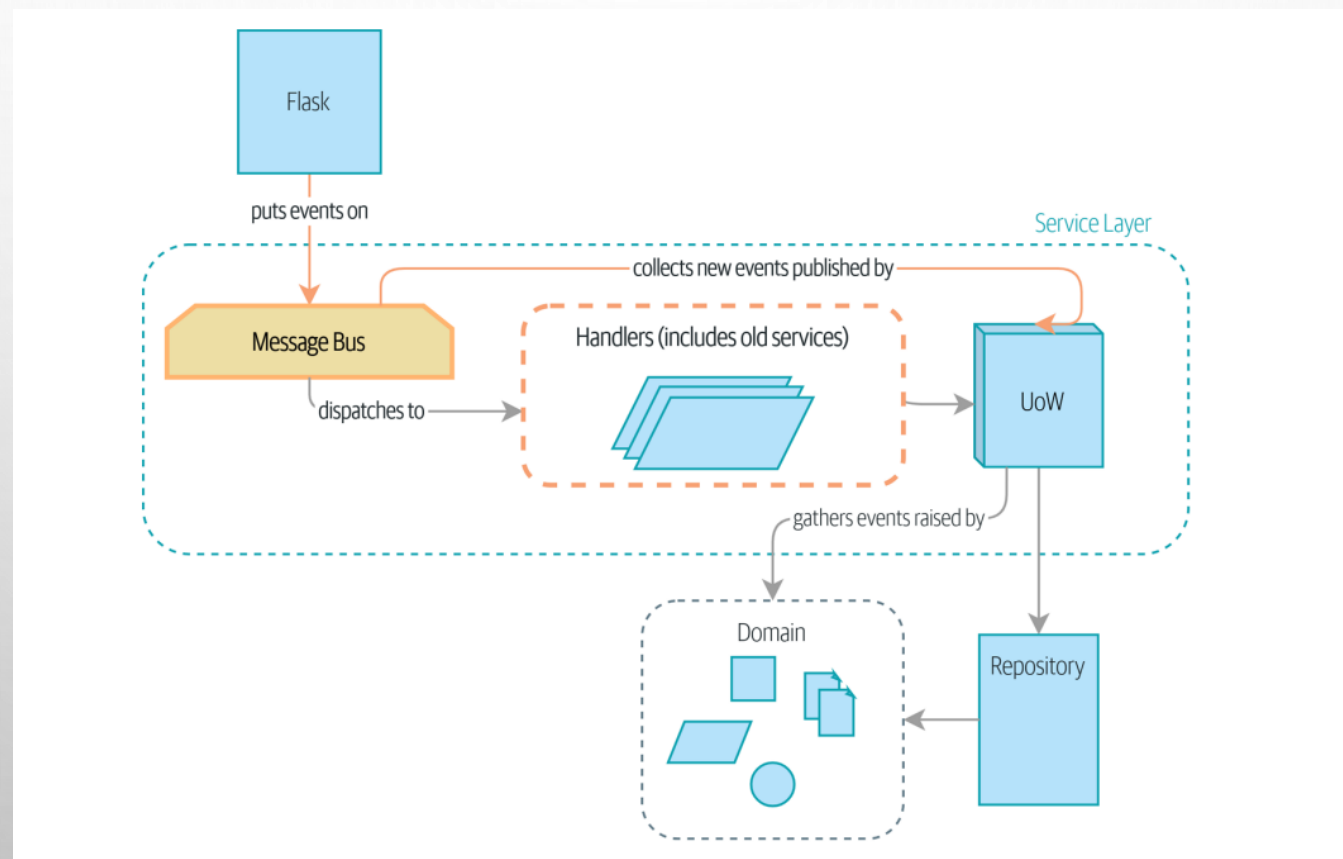 Flask
puts events on
Service Layer
collects new events published by
Message Bus
Handlers (includes old services)
UoW
dispatches to
gathers events raised by
Domain
Repository